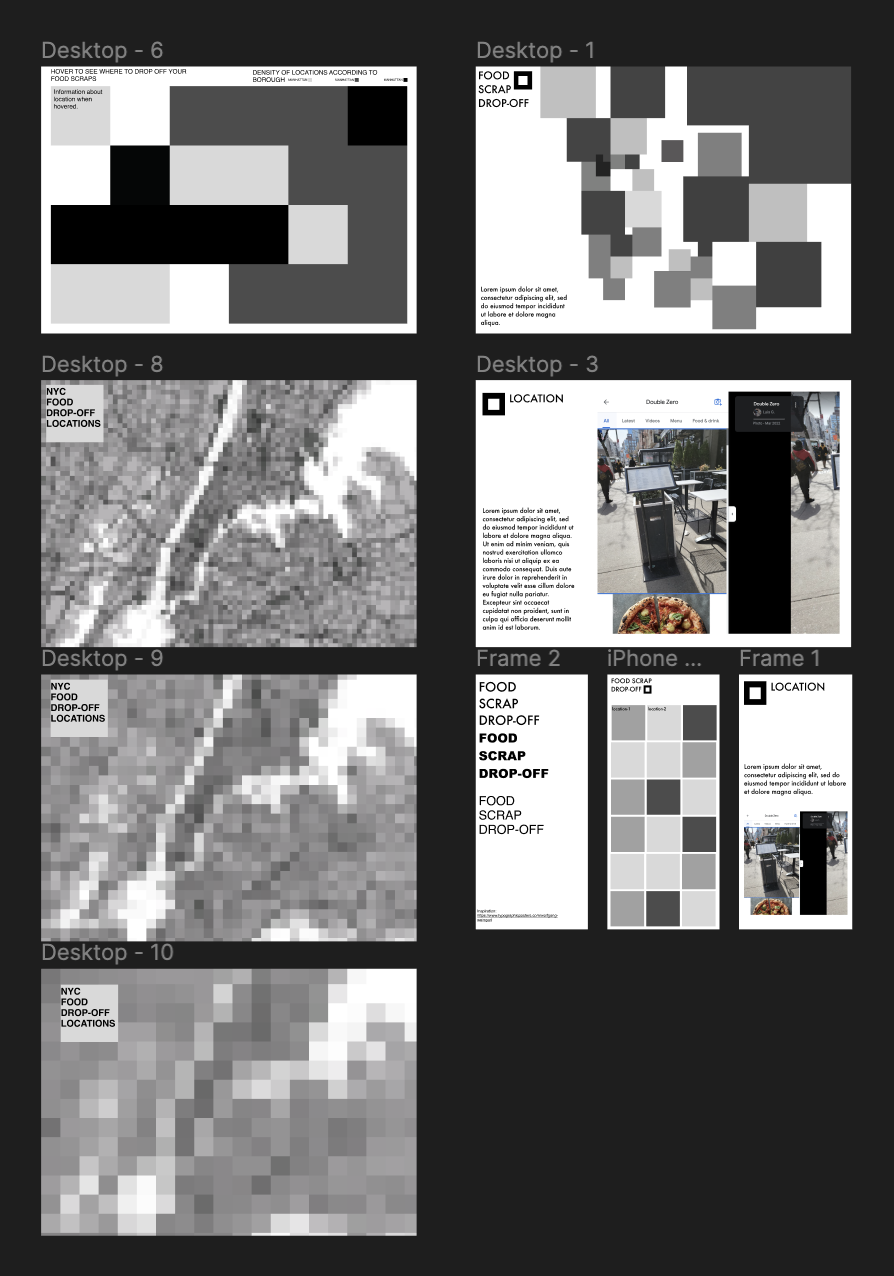 Desktop - 6
HOVER TO SEE WHERE TO DROP OFF YOUR
FOOD SCRAPS
DENSITY OF LOCATIONS ACCORDING TO
BOROUGH MANHATTAN MANHATTAN MANHATTAN
Information about
location when
hovered.
Desktop - 1
FOOD
SCRAP
DROP-OFF
Lorem ipsum dolor sit amet,
consectetur adipiscing elit, sed
do eiusmod tempor incididunt
ut labore et dolore magna
aliqua.
Desktop - 8
NYC
FOOD
DROP-OFF
LOCATIONS
Desktop - 3
LOCATION
Lorem ipsum dolor sit amet,
consectetur adipiscing elit, sed
do eiusmod tempor incididunt ut
labore et dolore magna aliqua.
Ut enim ad minim veniam, quis
nostrud exercitation ullamco
laboris nisi ut aliquip ex ea
commodo consequat. Duis aute
irure dolor in reprehenderit in
voluptate velit esse cillum dolore
eu fugiat nulla pariatur.
Excepteur sint occaecat
cupidatat non proident, sunt in
culpa qui officia deserunt mollit
anim id est laborum.
Double Zero
All Latest Videos Menu Food & drink
Double Zero
Photo - Mar 2022
Desktop - 9
NYC
FOOD
DROP-OFF
LOCATIONS
Frame 2
FOOD
SCRAP
DROP-OFF
FOOD
SCRAP
DROP-OFF
FOOD
SCRAP
DROP-OFF
Inspiration:
iPhone ...
FOOD SCRAP
DROP-OFF
location-1 location-2
Frame 1
LOCATION
Lorem ipsum dolor sit amet,
consectetur adipiscing elit, sed do
eiusmod tempor incididunt ut
labore et dolore magna aliqua.
Double Zero
Desktop - 10
NYC
FOOD
DROP-OFF
LOCATIONS